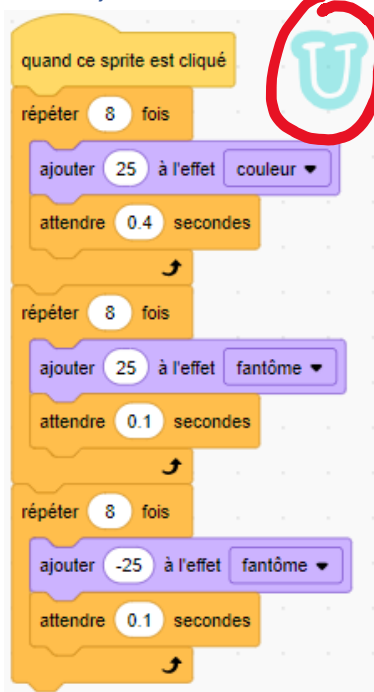 quand ce sprite est cliqué
U
répéter 8 fois
ajouter 25 à l'effet couleur
attendre 0.4 secondes
répéter 8 fois
ajouter 25 à l'effet fantôme
attendre 0.1 secondes
répéter 8 fois
ajouter -25 à l'effet fantôme
attendre 0.1 secondes